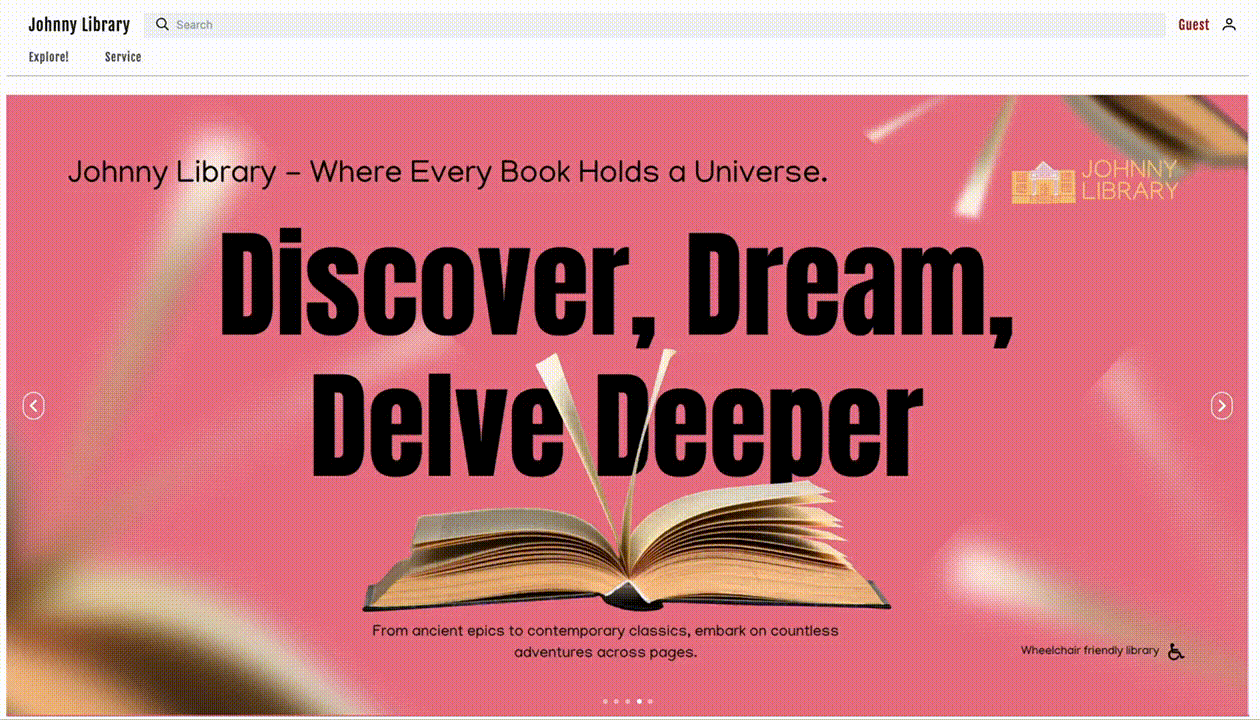 Johnny Library
Search
Guest
Explore!
Service
Johnny Library – Where Every Book Holds a Universe.
JOHNNY
LIBRARY
Discover, Dream,
Delve Deeper
From ancient epics to contemporary classics, embark on countless
adventures across pages.
Wheelchair friendly library